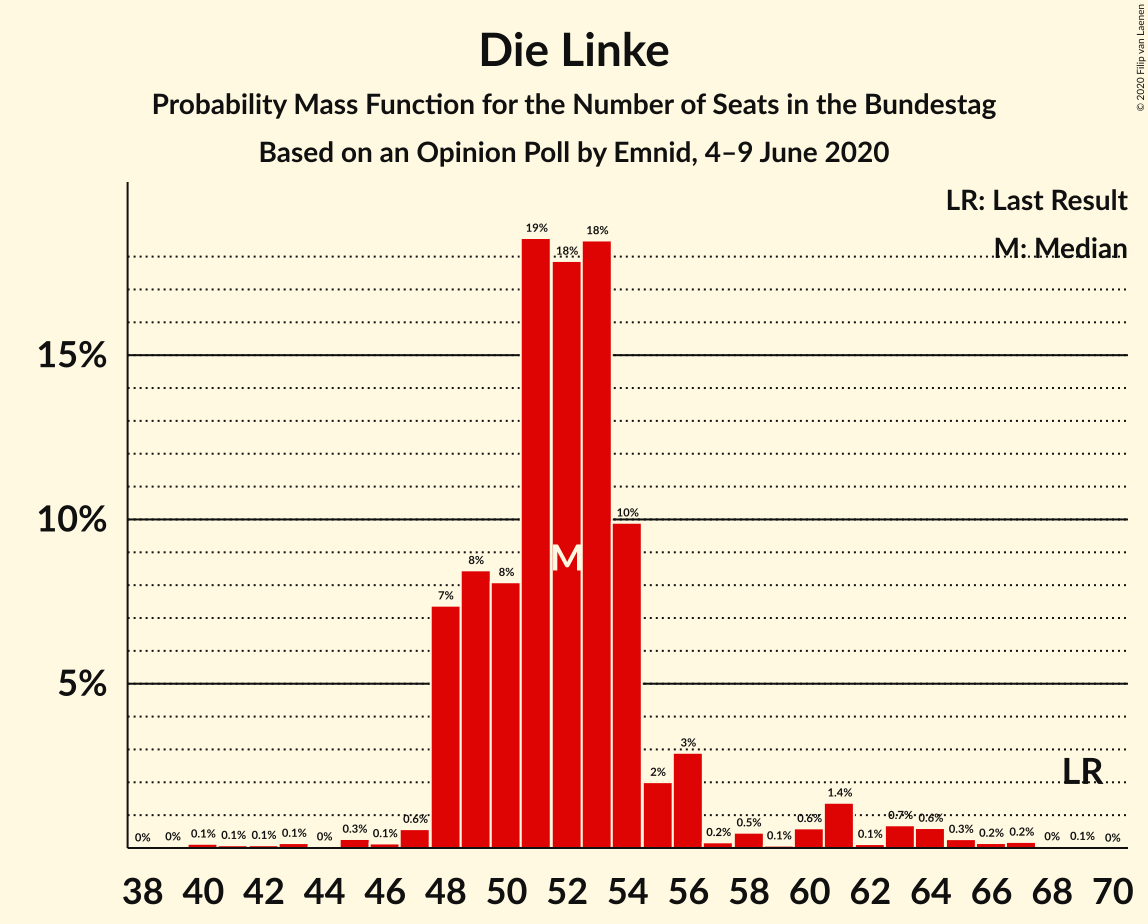 Die Linke
Probability Mass Function for the Number of Seats in the Bundestag
Based on an Opinion Poll by Emnid, 4–9 June 2020
© 2020 Filip van Laenen
LR: Last Result
M: Median
15%
10%
5%
0% 0% 0.1% 0.1% 0.1% 0.1% 0% 0.3% 0.1% 0.6% 7% 8% 8% 19% 18% 18% 10% 2% 3% 0.2% 0.5% 0.1% 0.6% 1.4% 0.1% 0.7% 0.6% 0.3% 0.2% 0.2% 0% 0.1% 0%
M
LR
38 40 42 44 46 48 50 52 54 56 58 60 62 64 66 68 70